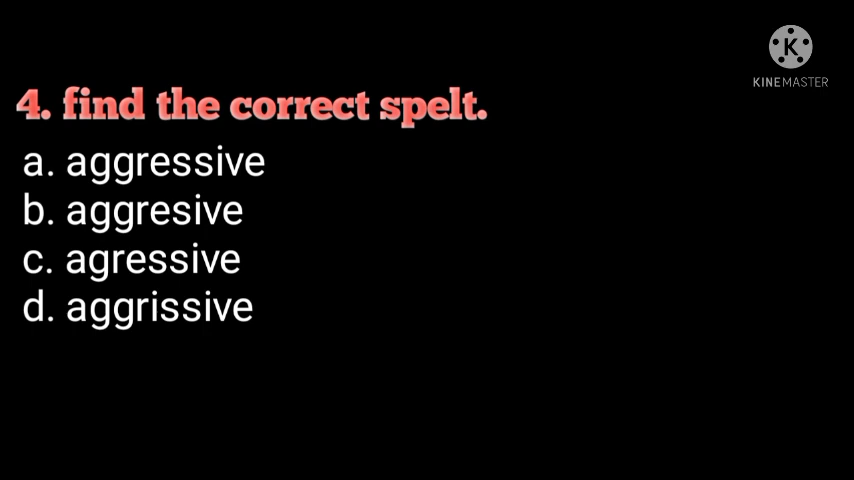 K
KINEMASTER
4. find the correct spelt.
a. aggressive
b. aggresive
c. agressive
d. aggrissive